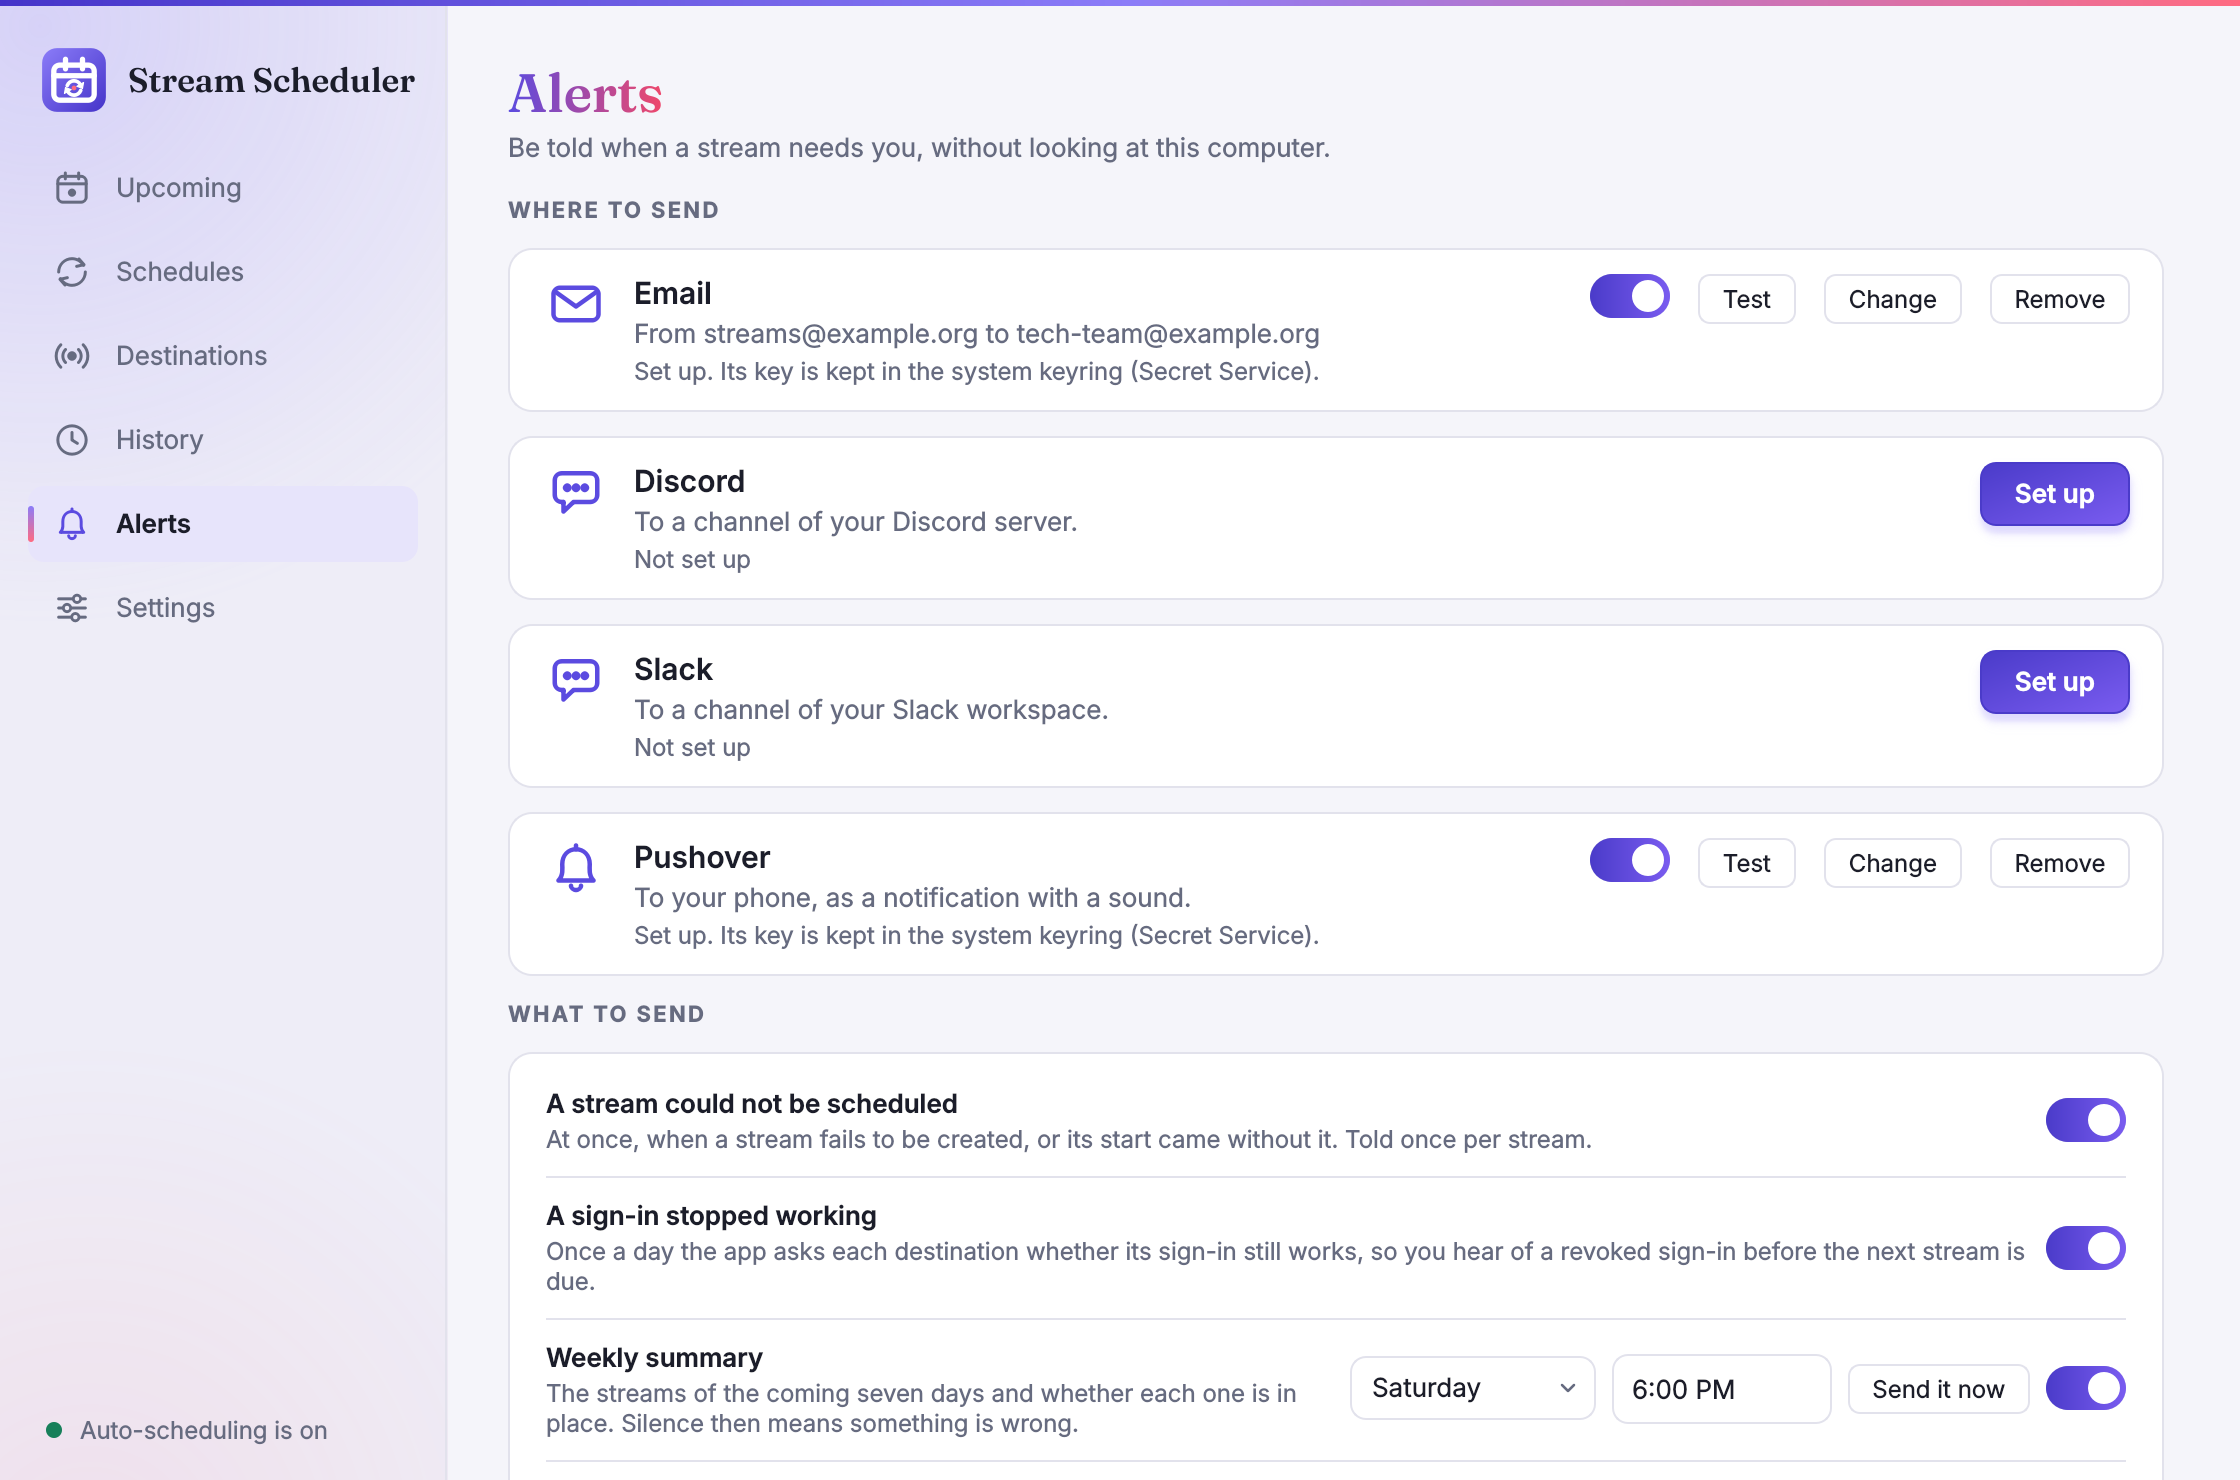 Stream Scheduler
Upcoming
Schedules
Destinations
History
Alerts
Settings
Auto-scheduling is on
Alerts
Be told when a stream needs you, without looking at this computer.
WHERE TO SEND
Email
From streams@example.org to tech-team@example.org
Set up. Its key is kept in the system keyring (Secret Service).
Test
Change
Remove
Discord
To a channel of your Discord server.
Not set up
Set up
Slack
To a channel of your Slack workspace.
Not set up
Set up
Pushover
To your phone, as a notification with a sound.
Set up. Its key is kept in the system keyring (Secret Service).
Test
Change
Remove
WHAT TO SEND
A stream could not be scheduled
At once, when a stream fails to be created, or its start came without it. Told once per stream.
A sign-in stopped working
Once a day the app asks each destination whether its sign-in still works, so you hear of a revoked sign-in before the next stream is
due.
Weekly summary
The streams of the coming seven days and whether each one is in
place. Silence then means something is wrong.
Saturday
6:00 PM
Send it now